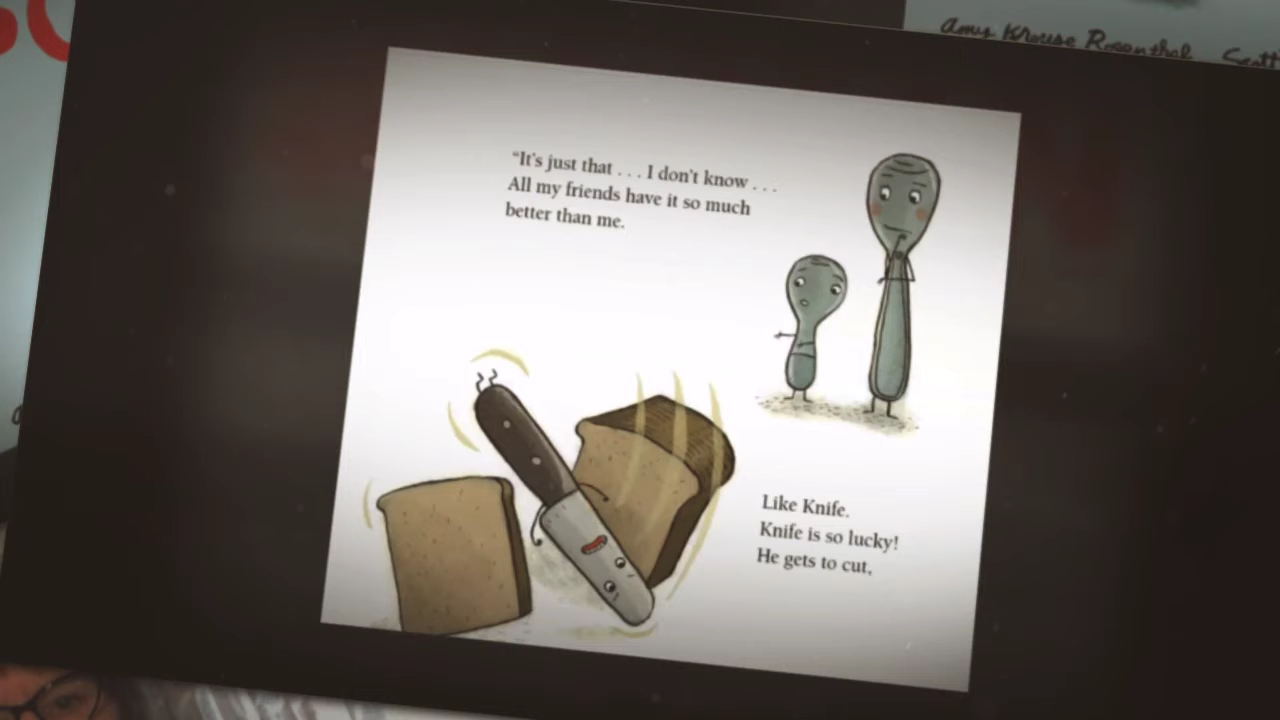 Amy Krouse Rosenthal Scott
"It's just that . . . I don't know . . .
All my friends have it so much
better than me.
Like Knife.
Knife is so lucky!
He gets to cut,